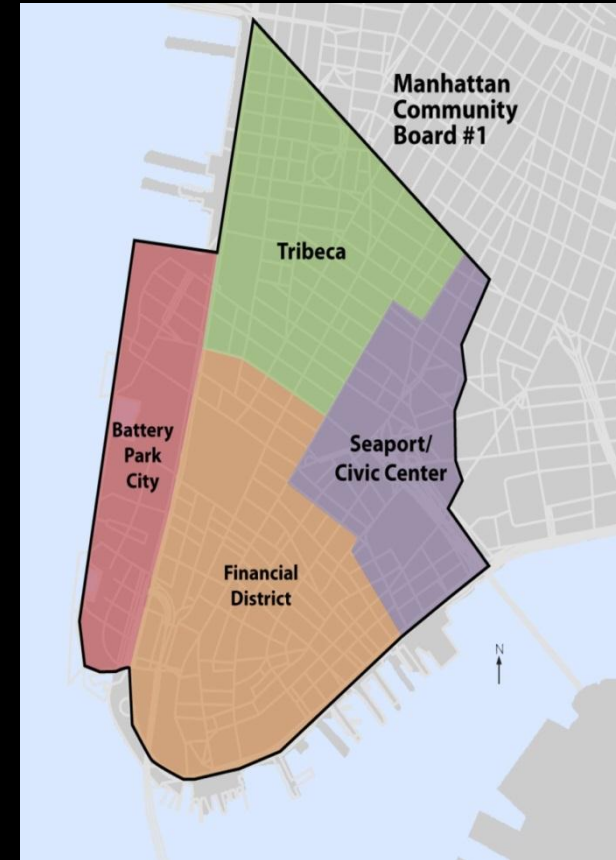 Manhattan
Community
Board #1
Tribeca
Battery
Park
City
Seaport/
Civic Center
Financial
District
N